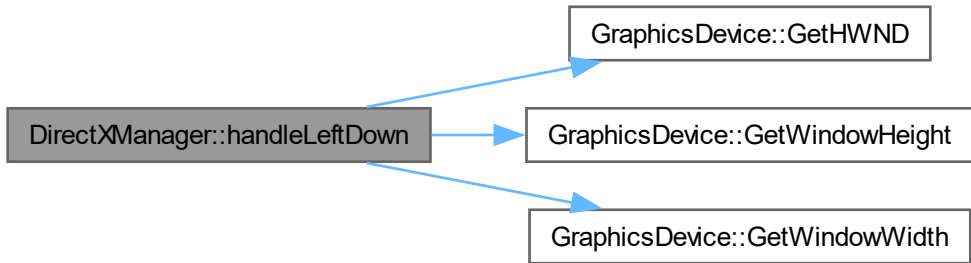 GraphicsDevice::GetHWND
DirectXManager::handleLeftDown
GraphicsDevice::GetWindowHeight
GraphicsDevice::GetWindowWidth